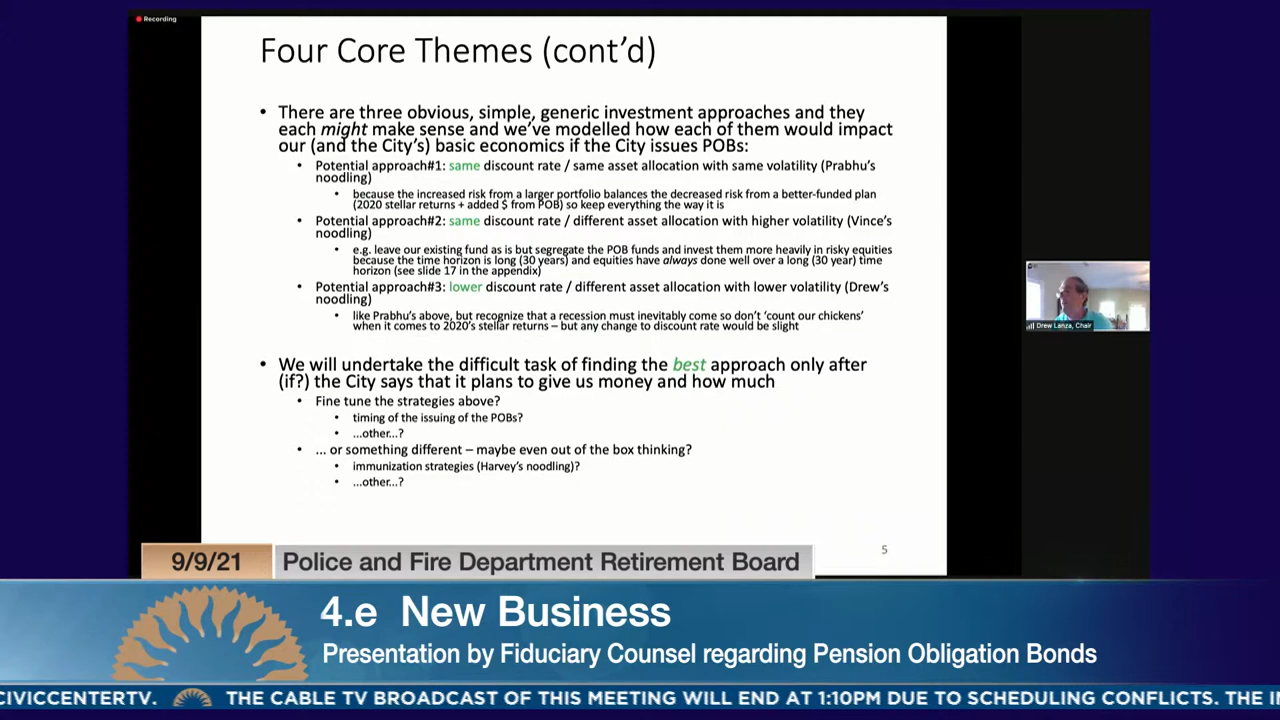 Recording
Four Core Themes (cont'd)
• There are three obvious, simple, generic investment approaches and they
each might make sense and we've modelled how each of them would impact
our (and the City's) basic economics if the City issues POBs:
• Potential approach#1: same discount rate / same asset allocation with same volatility (Prabhu's
noodling)
• because the increased risk from a larger portfolio balances the decreased risk from a better-funded plan
(2020 stellar returns + added $ from POB) so keep everything the way it is
• Potential approach#2: same discount rate / different asset allocation with higher volatility (Vince's
noodling)
• e.g. leave our existing fund as is but segregate the POB funds and invest them more heavily in risky equities
because the time horizon is long (30 years) and equities have always done well over a long (30 year) time
horizon (see slide 17 in the appendix)
• Potential approach#3: lower discount rate / different asset allocation with lower volatility (Drew's
noodling)
• like Prabhu's above, but recognize that a recession must inevitably come so don't 'count our chickens'
when it comes to 2020's stellar returns – but any change to discount rate would be slight
• We will undertake the difficult task of finding the best approach only after
(if?) the City says that it plans to give us money and how much
• Fine tune the strategies above?
• timing of the issuing of the POBs?
• ...other...?
• ... or something different – maybe even out of the box thinking?
• immunization strategies (Harvey's noodling)?
• ...other...?
5
Drew Lanza, Chair
9/9/21 Police and Fire Department Retirement Board
4.e New Business
Presentation by Fiduciary Counsel regarding Pension Obligation Bonds
CIVICCENTERTV. THE CABLE TV BROADCAST OF THIS MEETING WILL END AT 1:10PM DUE TO SCHEDULING CONFLICTS. THE I